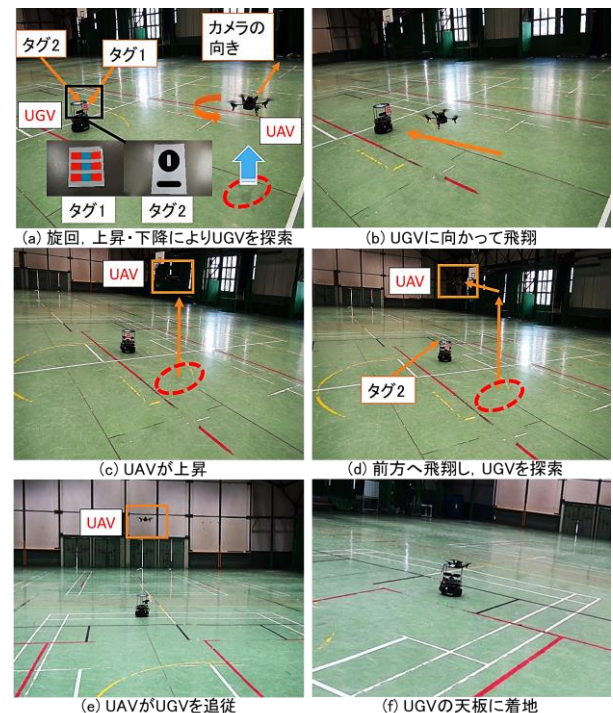 タグ2
タグ1
カメラの
向き
UGV
UAV
タグ1
タグ2
(a) 旋回，上昇・下降によりUGVを探索
(b) UGVに向かって飛翔
UAV
(c) UAVが上昇
UAV
タグ2
(d) 前方へ飛翔し，UGVを探索
UAV
(e) UAVがUGVを追従
(f) UGVの天板に着地